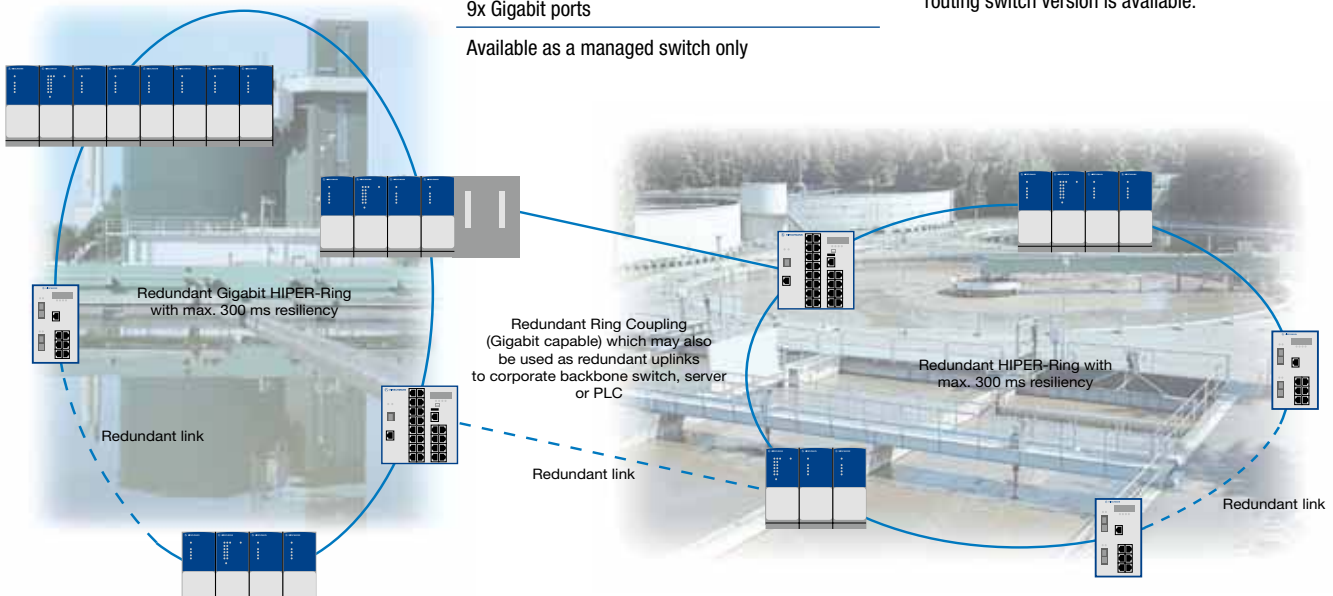 9x Gigabit ports
routing switch version is available.
Available as a managed switch only
Redundant Gigabit HIPER-Ring
with max. 300 ms resiliency
Redundant link
Redundant Ring Coupling
(Gigabit capable) which may also
be used as redundant uplinks
to corporate backbone switch, server
or PLC
Redundant link
Redundant HIPER-Ring with
max. 300 ms resiliency
Redundant link